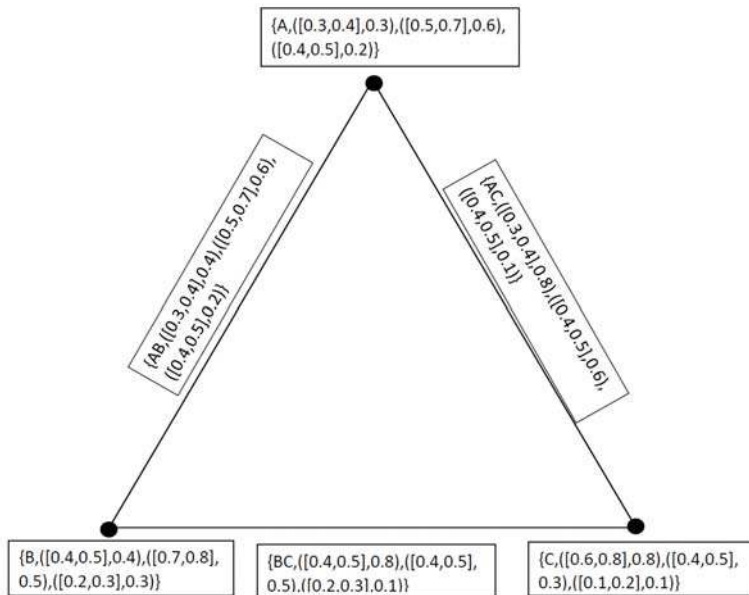 {A,([0.3,0.4],0.3),([0.5,0.7],0.6),
([0.4,0.5],0.2)}
{AB,([0.3,0.4],0.4),([0.5,0.7],0.6),
([0.4,0.5],0.2)}
{AC,([0.3,0.4],0.8),([0.4,0.5],0.6),
([0.4,0.5],0.1)}
{B,([0.4,0.5],0.4),([0.7,0.8],
0.5),([0.2,0.3],0.3)}
{BC,([0.4,0.5],0.8),([0.4,0.5],
0.5),([0.2,0.3],0.1)}
{C,([0.6,0.8],0.8),([0.4,0.5],
0.3),([0.1,0.2],0.1)}